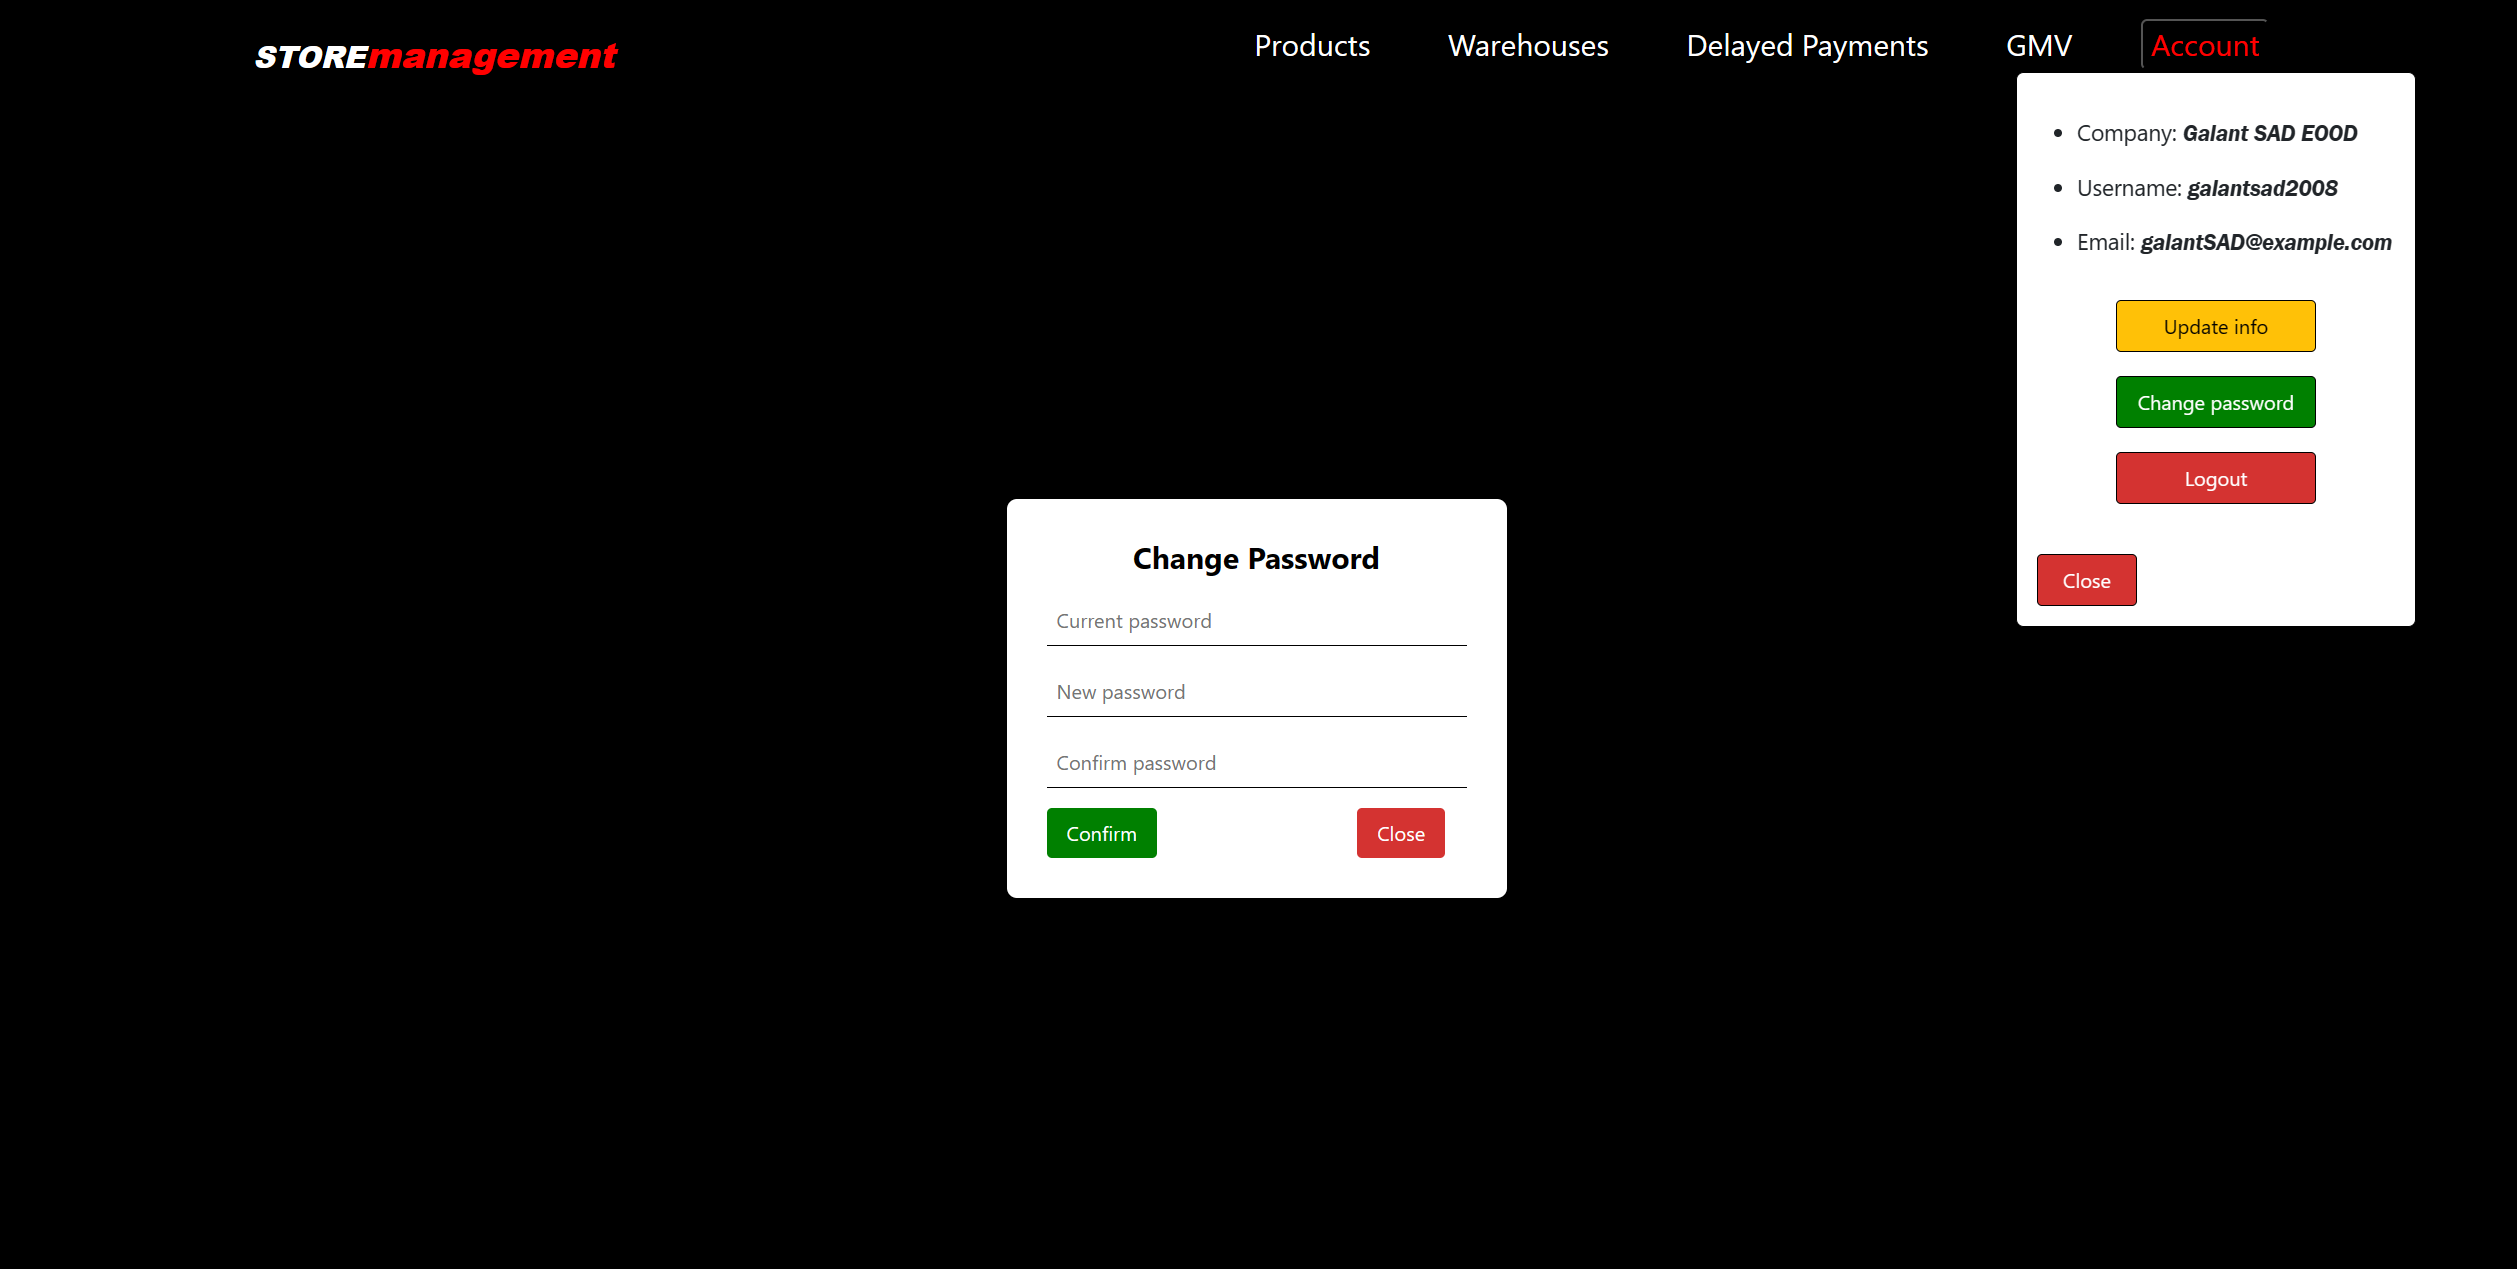 STOREmanagement
Products Warehouses Delayed Payments GMV Account
Company: Galant SAD EOOD
Username: galantsad2008
Email: galantSAD@example.com
Update info
Change password
Logout
Close
Change Password
Current password
New password
Confirm password
Confirm Close